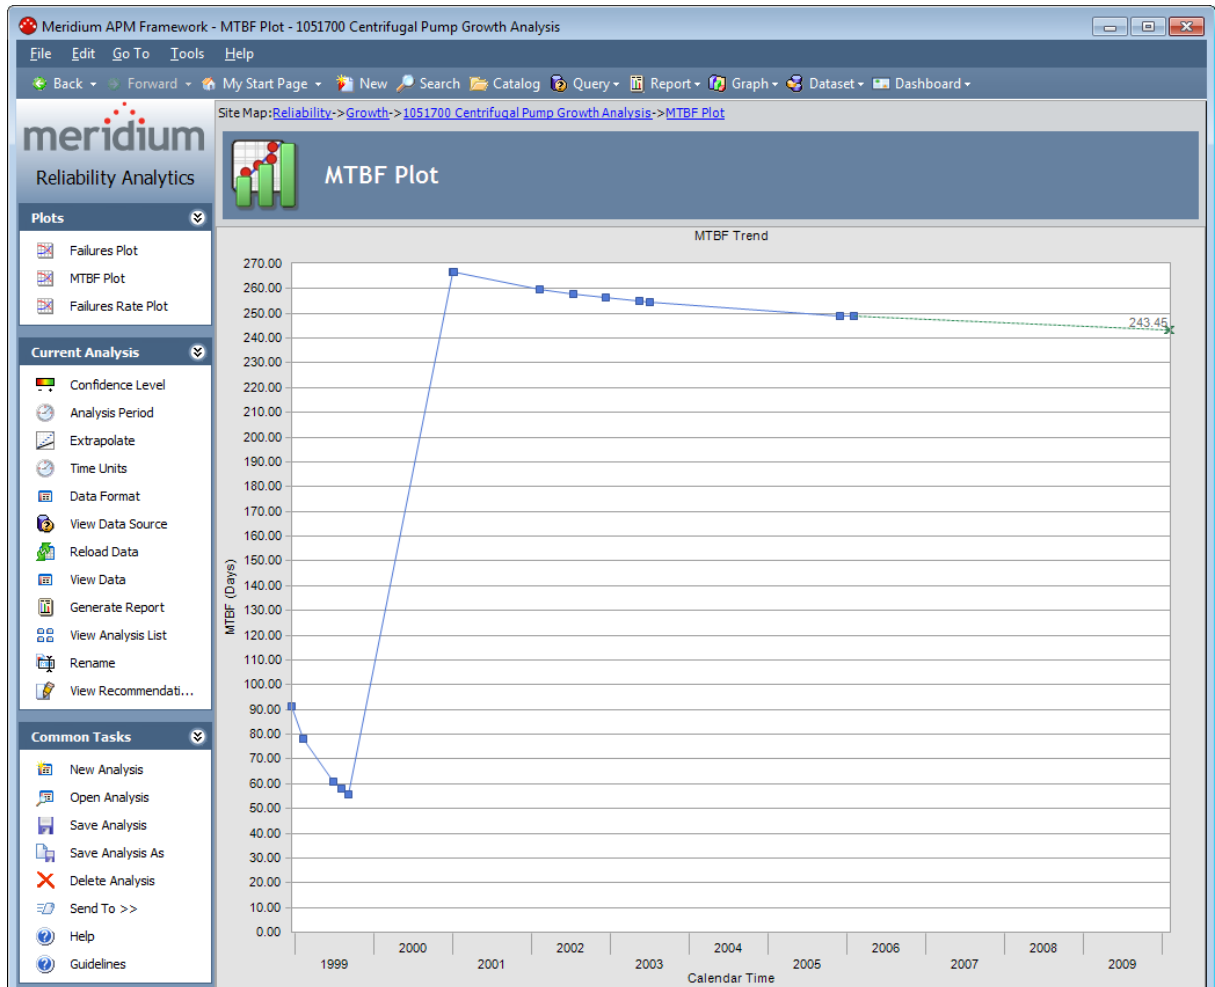 Meridium APM Framework - MTBF Plot - 1051700 Centrifugal Pump Growth Analysis
File Edit Go To Tools Help
Back Forward My Start Page New Search Catalog Query Report Graph Dataset Dashboard
meridium
Reliability Analytics
Plots
Failures Plot
MTBF Plot
Failures Rate Plot
Current Analysis
Confidence Level
Analysis Period
Extrapolate
Time Units
Data Format
View Data Source
Reload Data
View Data
Generate Report
View Analysis List
Rename
View Recommendati...
Common Tasks
New Analysis
Open Analysis
Save Analysis
Save Analysis As
Delete Analysis
Send To >>
Help
Guidelines
Site Map:Reliability->Growth->1051700 Centrifugal Pump Growth Analysis->MTBF Plot
MTBF Plot
MTBF Trend
270.00
260.00
250.00
240.00
230.00
220.00
210.00
200.00
190.00
180.00
170.00
160.00
150.00
140.00
130.00
120.00
110.00
100.00
90.00
80.00
70.00
60.00
50.00
40.00
30.00
20.00
10.00
0.00
MTBF (Days)
243.45
2000 2002 2004 2006 2008
1999 2001 2003 2005 2007 2009
Calendar Time